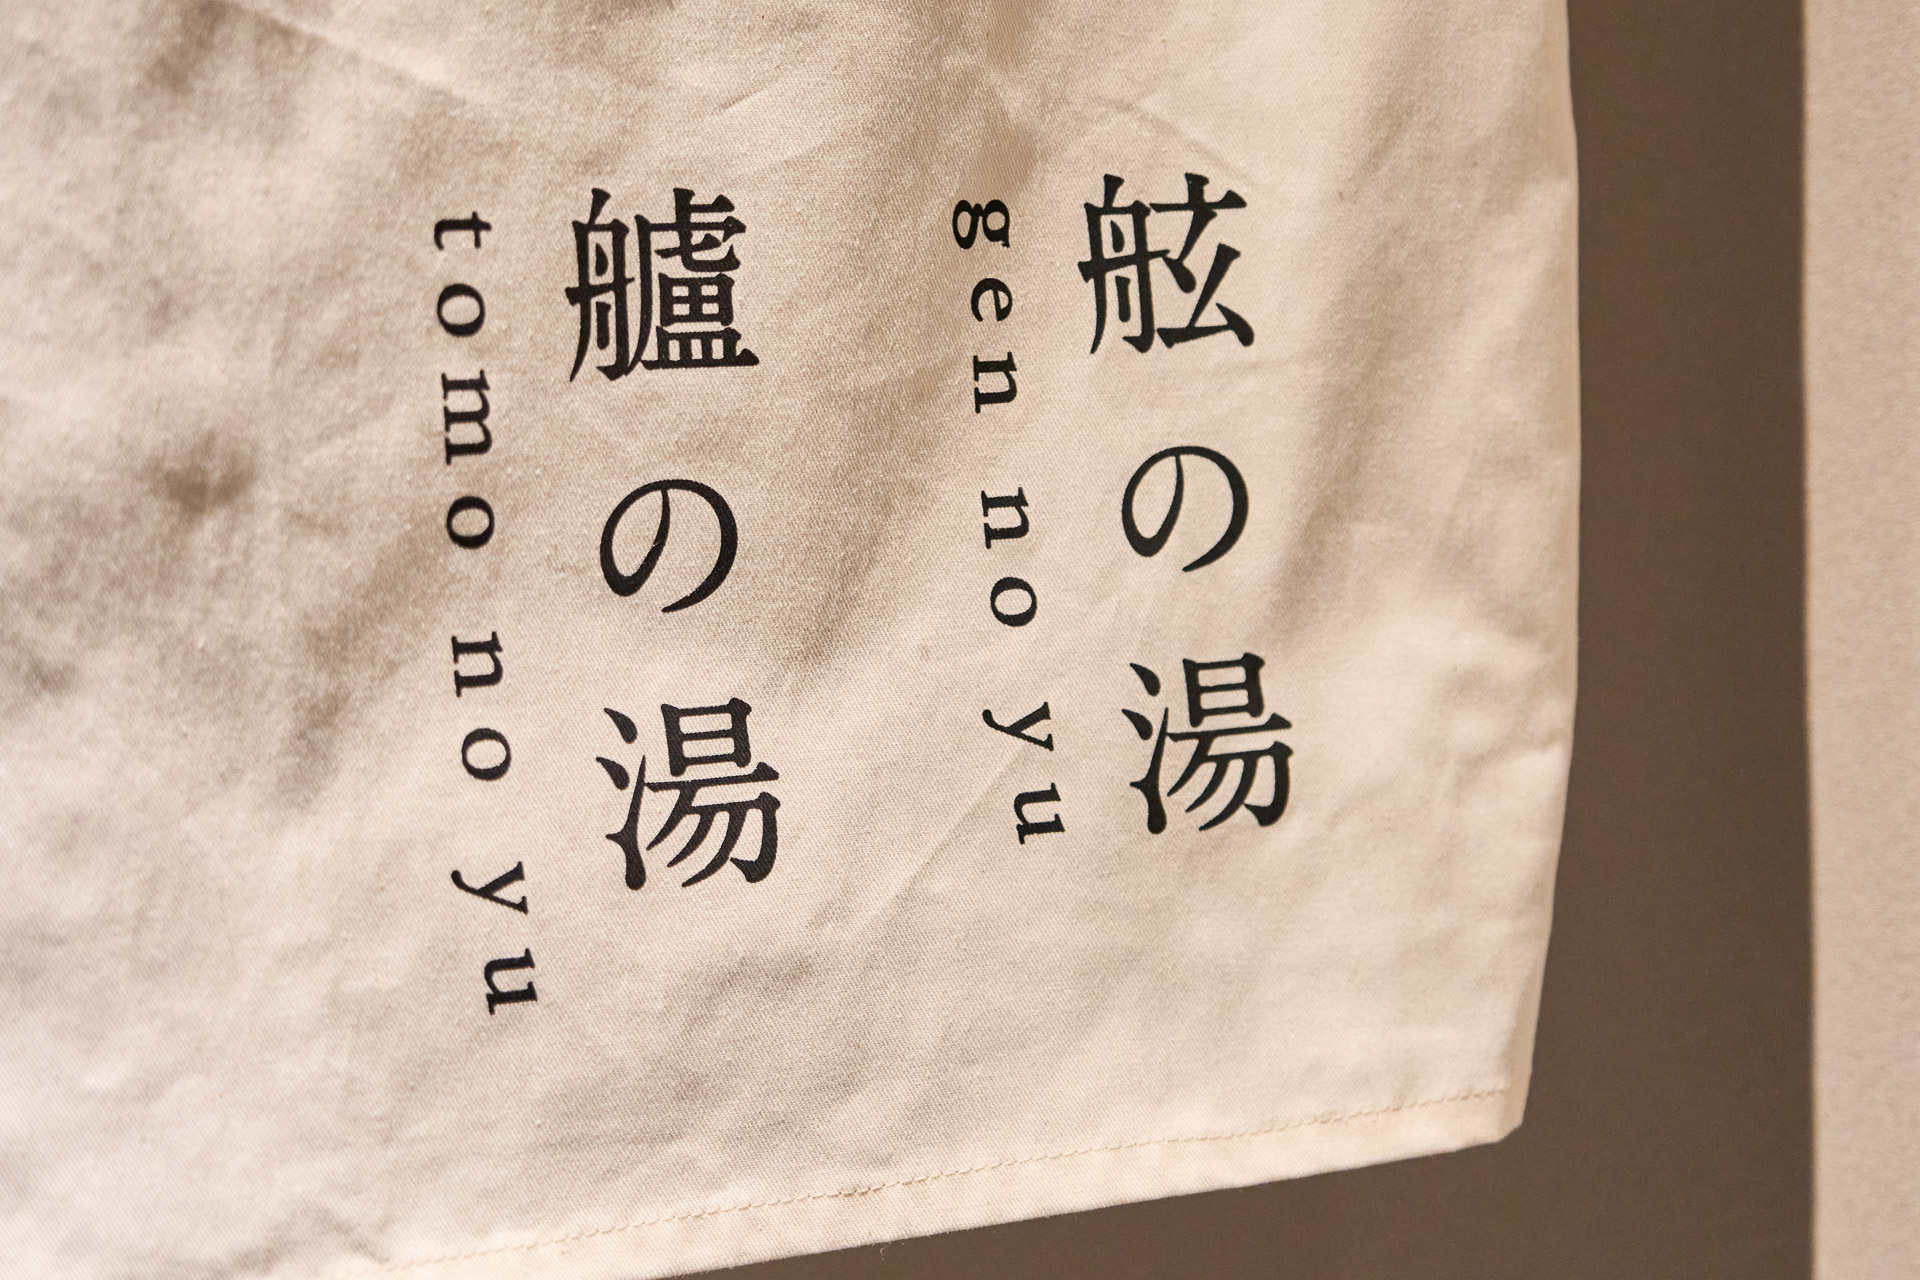 舷の湯
gen no yu
艫の湯
tomo no yu